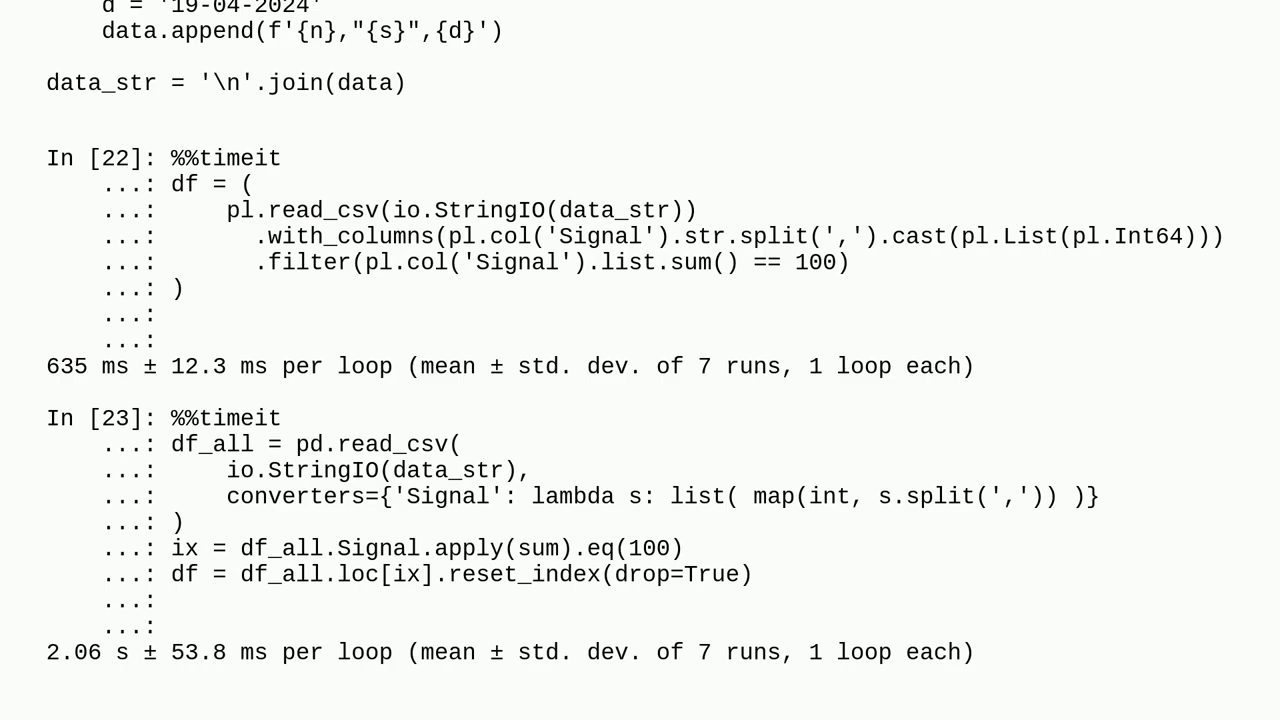 d = '19-04-2024'
data.append(f'{n},"{s}",{d}')
data_str = '\n'.join(data)
In [22]: %%timeit
...: df = (
...:     pl.read_csv(io.StringIO(data_str))
...:       .with_columns(pl.col('Signal').str.split(',').cast(pl.List(pl.Int64)))
...:       .filter(pl.col('Signal').list.sum() == 100)
...: )
...:
...:
635 ms ± 12.3 ms per loop (mean ± std. dev. of 7 runs, 1 loop each)
In [23]: %%timeit
...: df_all = pd.read_csv(
...:     io.StringIO(data_str),
...:     converters={'Signal': lambda s: list( map(int, s.split(',')) )}
...: )
...: ix = df_all.Signal.apply(sum).eq(100)
...: df = df_all.loc[ix].reset_index(drop=True)
...:
...:
2.06 s ± 53.8 ms per loop (mean ± std. dev. of 7 runs, 1 loop each)